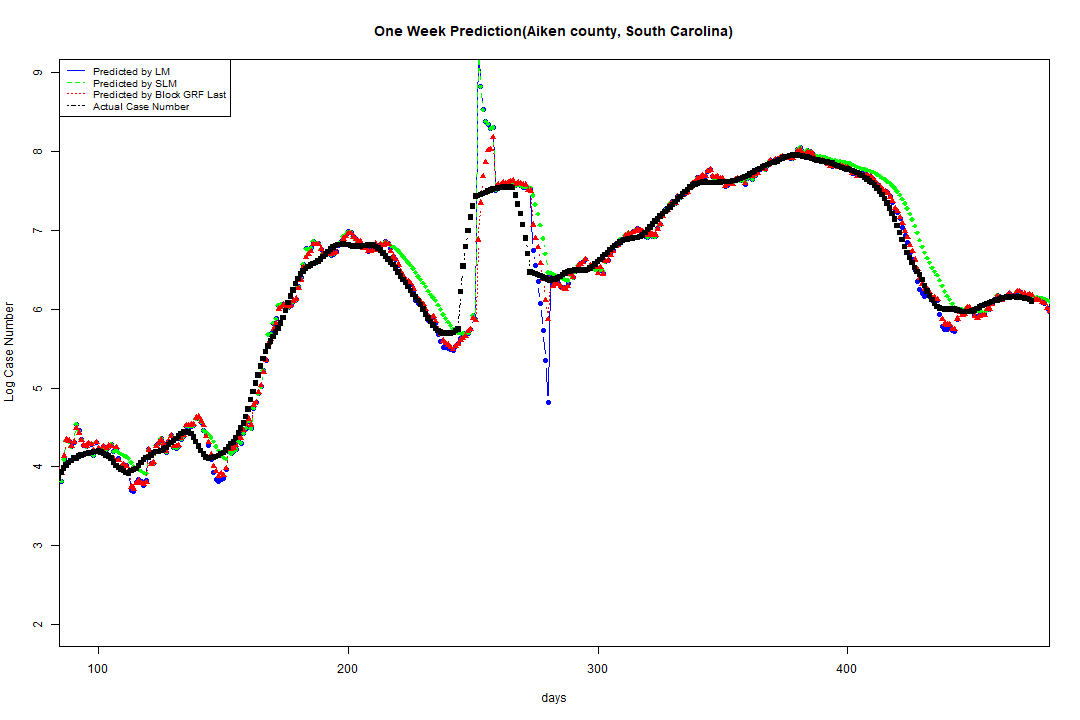 One Week Prediction(Aiken county, South Carolina)
Predicted by LM
Predicted by SLM
Predicted by Block GRF Last
Actual Case Number
Log Case Number
9
8
7
6
5
4
3
2
100 200 300 400
days